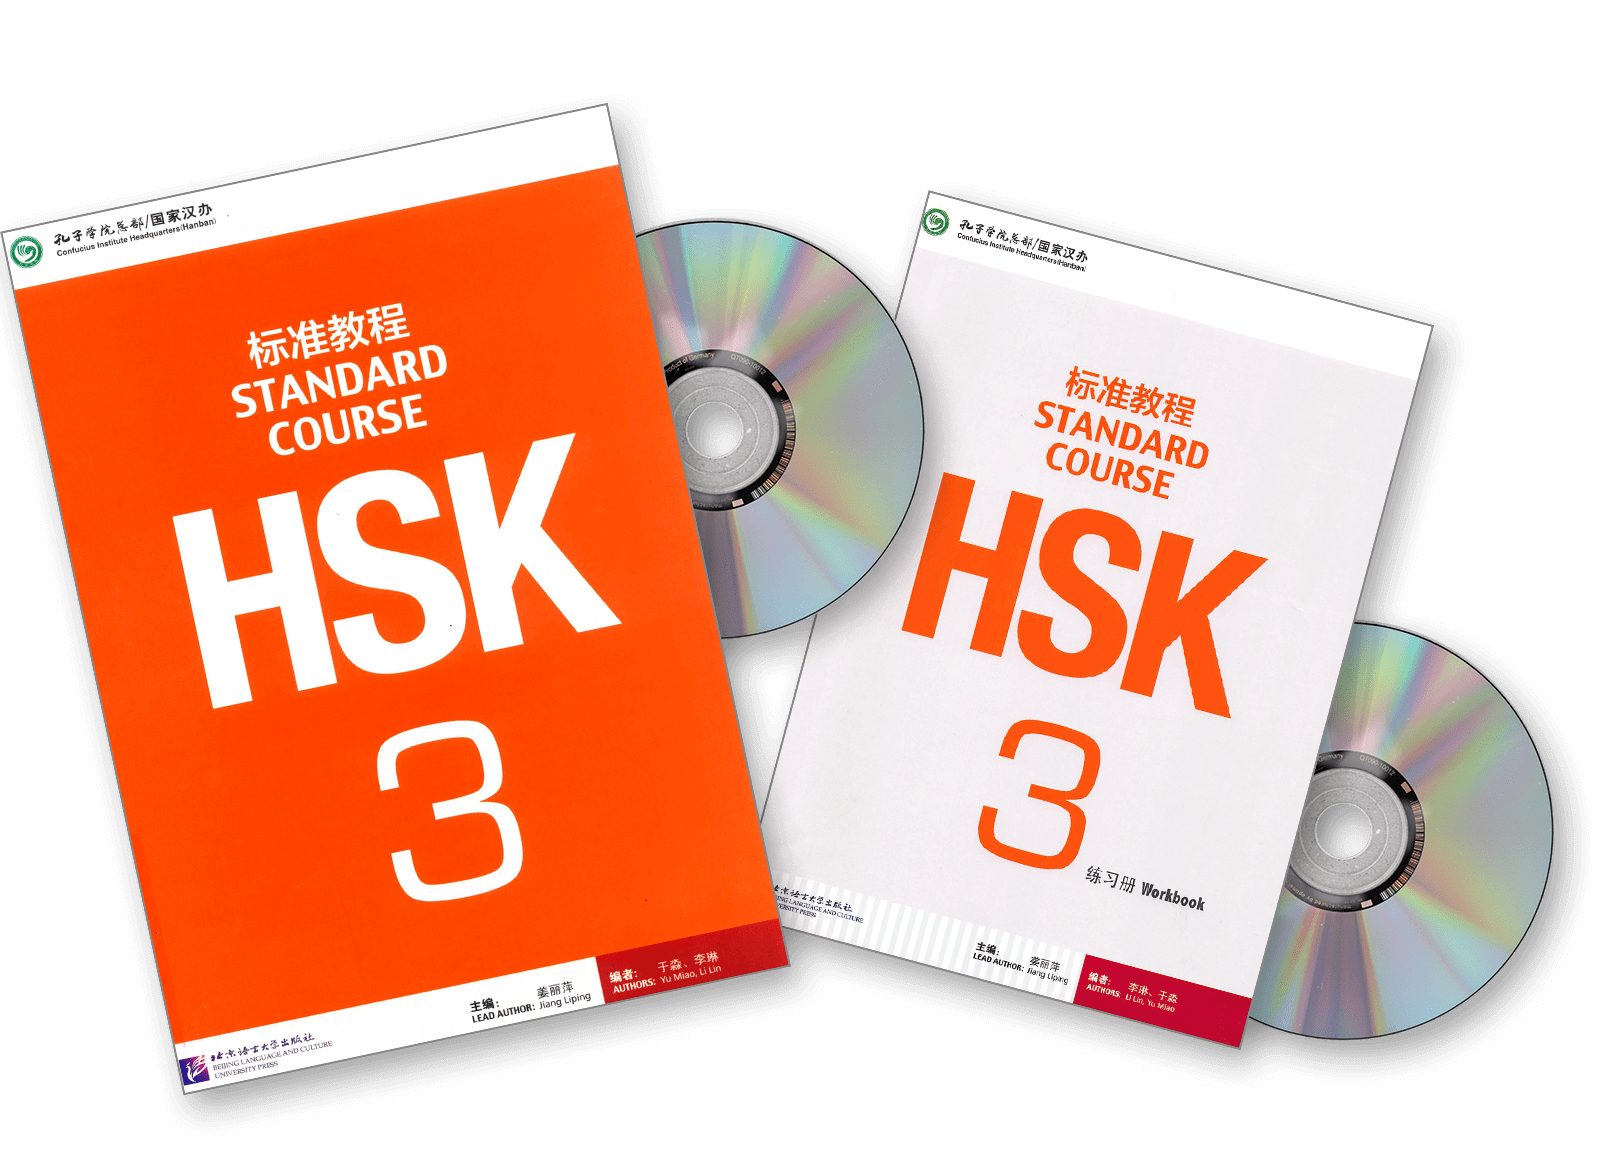 孔子学院总部/国家汉办
Confucius Institute Headquarters(Hanban)
标准教程
STANDARD
COURSE
HSK
3
主编: 姜丽萍
LEAD AUTHOR: Jiang Liping
编者: 于淼、李琳
AUTHORS: Yu Miao, Li Lin
北京语言大学出版社
BEIJING LANGUAGE AND CULTURE
UNIVERSITY PRESS
Product of Germany Q7090-10012
孔子学院总部/国家汉办
Confucius Institute Headquarters(Hanban)
标准教程
STANDARD
COURSE
HSK
3
练习册 Workbook
京语言大学出版社
LANGUAGE AND CULTURE
PRESS
主编: 姜丽萍
LEAD AUTHOR: Jiang Liping
编者: 李琳、于淼
AUTHORS: Li Lin, Yu Miao
Germany Q7090-10012